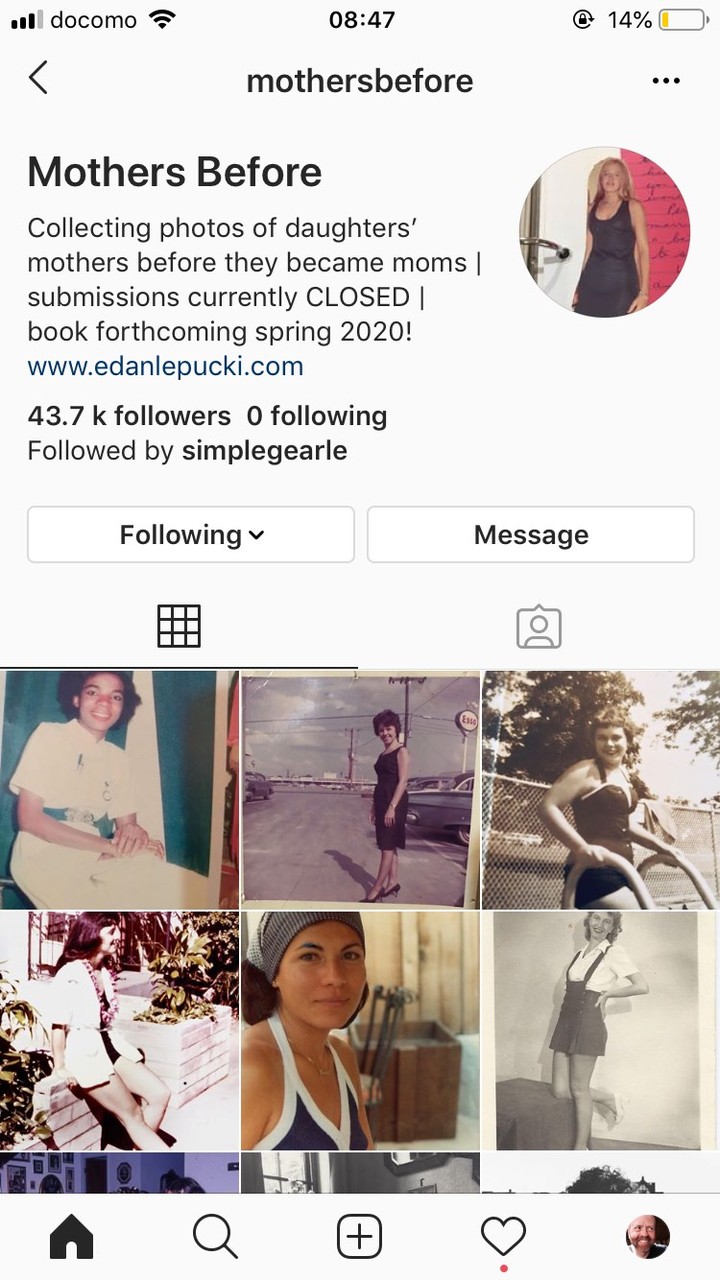 docomo 08:47 14%
mothersbefore
Mothers Before
Collecting photos of daughters’
mothers before they became moms |
submissions currently CLOSED |
book forthcoming spring 2020!
www.edanlepucki.com
43.7 k followers 0 following
Followed by simplegearle
Following
Message
Esso